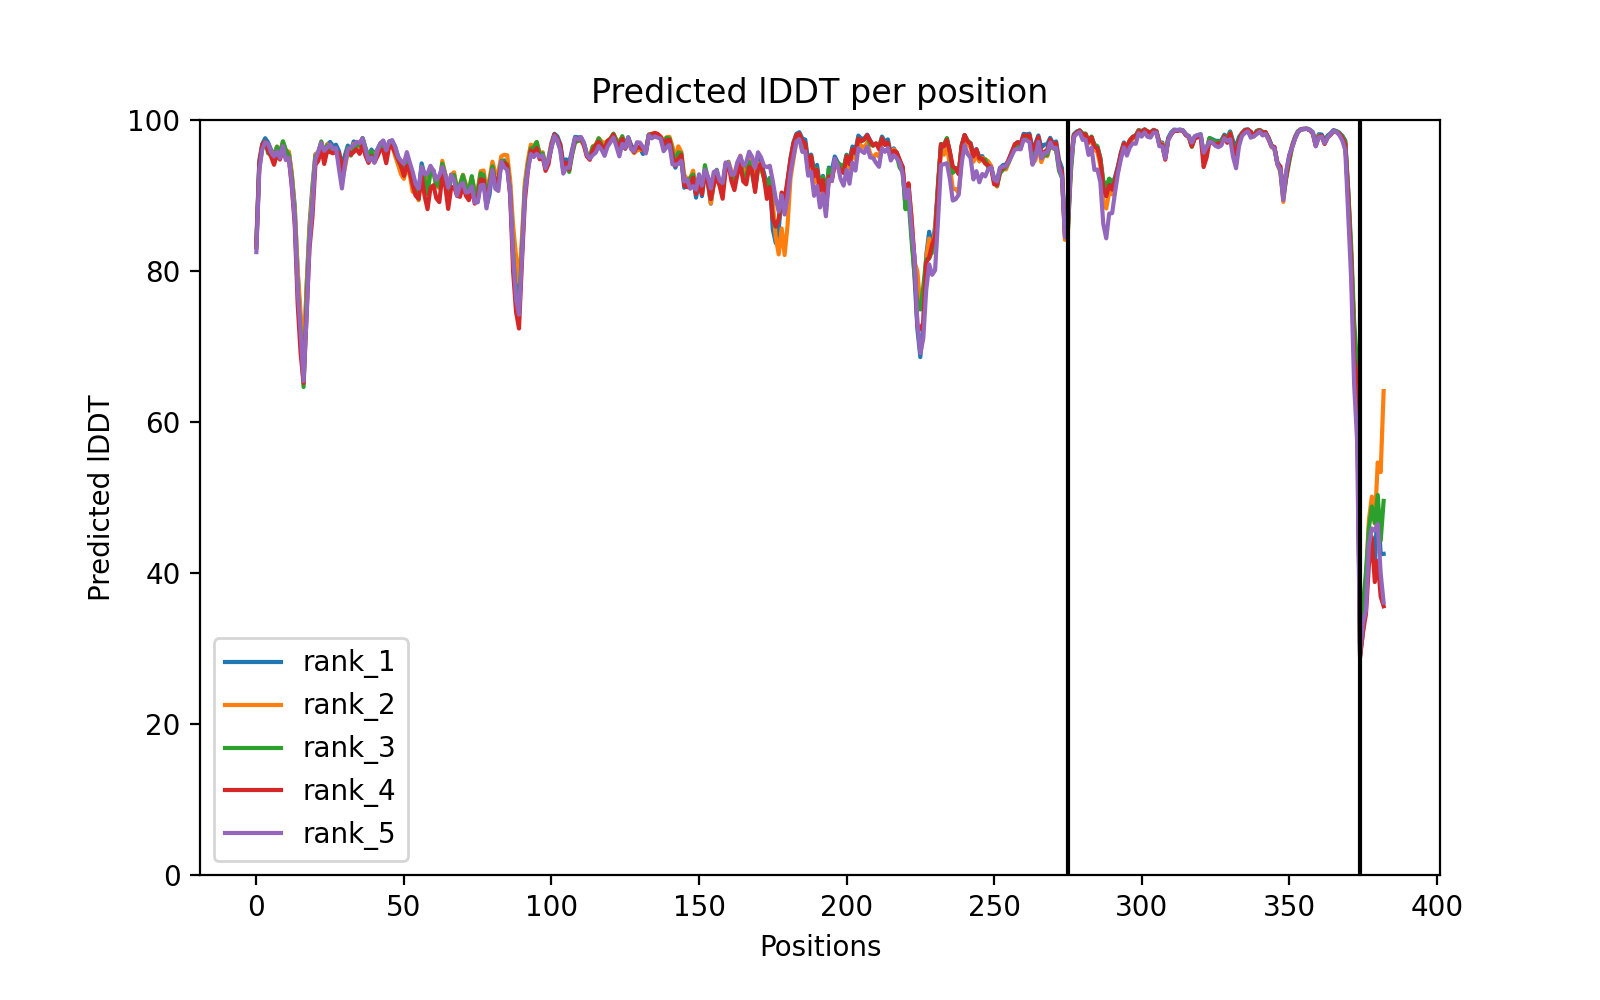 Predicted lDDT per position
Predicted lDDT
100
80
60
40
20
0
rank_1
rank_2
rank_3
rank_4
rank_5
0 50 100 150 200 250 300 350 400
Positions